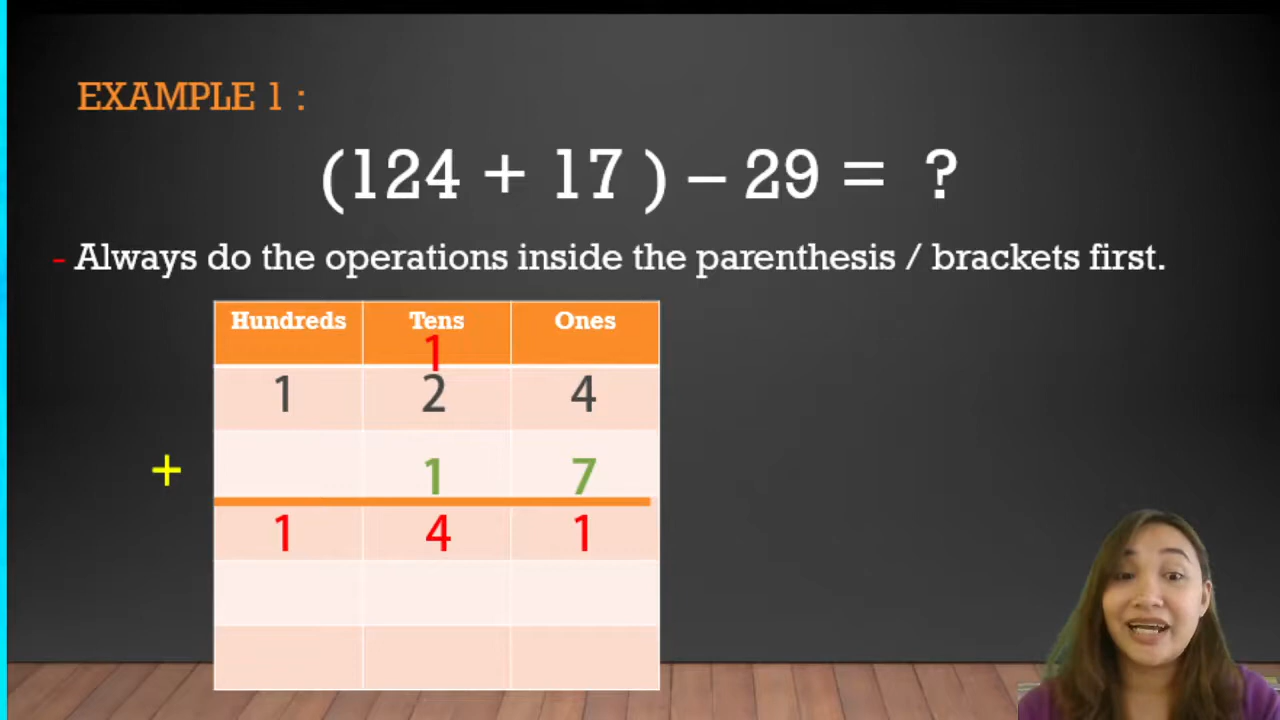 EXAMPLE 1 :
(124 + 17 ) – 29 = ?
- Always do the operations inside the parenthesis / brackets first.
Hundreds Tens Ones
1
1 2 4
+ 1 7
1 4 1